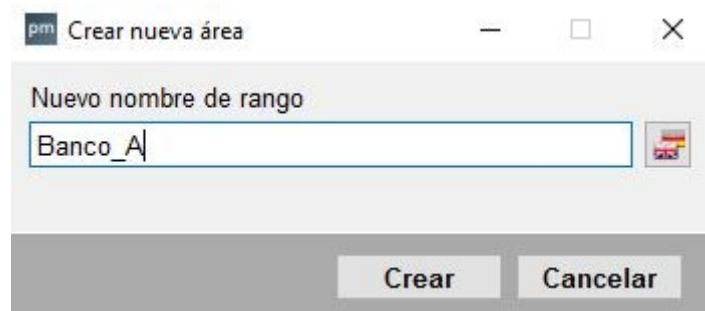 pm Crear nueva área
Nuevo nombre de rango
Banco_A
Crear Cancelar